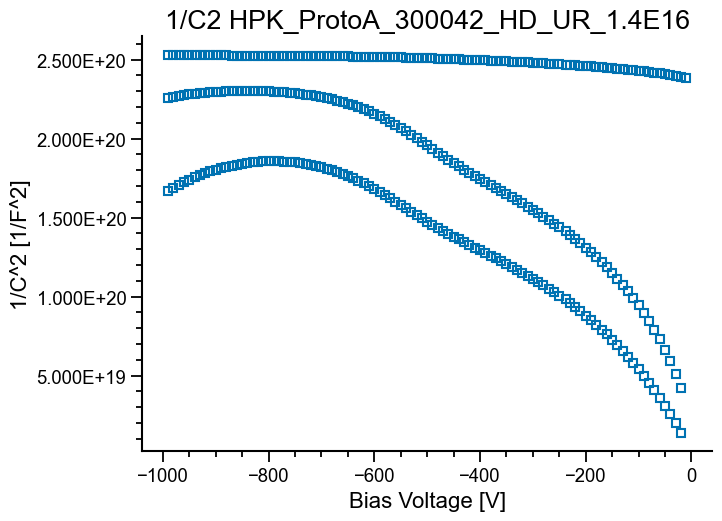 1/C2 HPK_ProtoA_300042_HD_UR_1.4E16
2.500E+20
2.000E+20
1.500E+20
1.000E+20
5.000E+19
1/C^2 [1/F^2]
−1000 −800 −600 −400 −200 0
Bias Voltage [V]